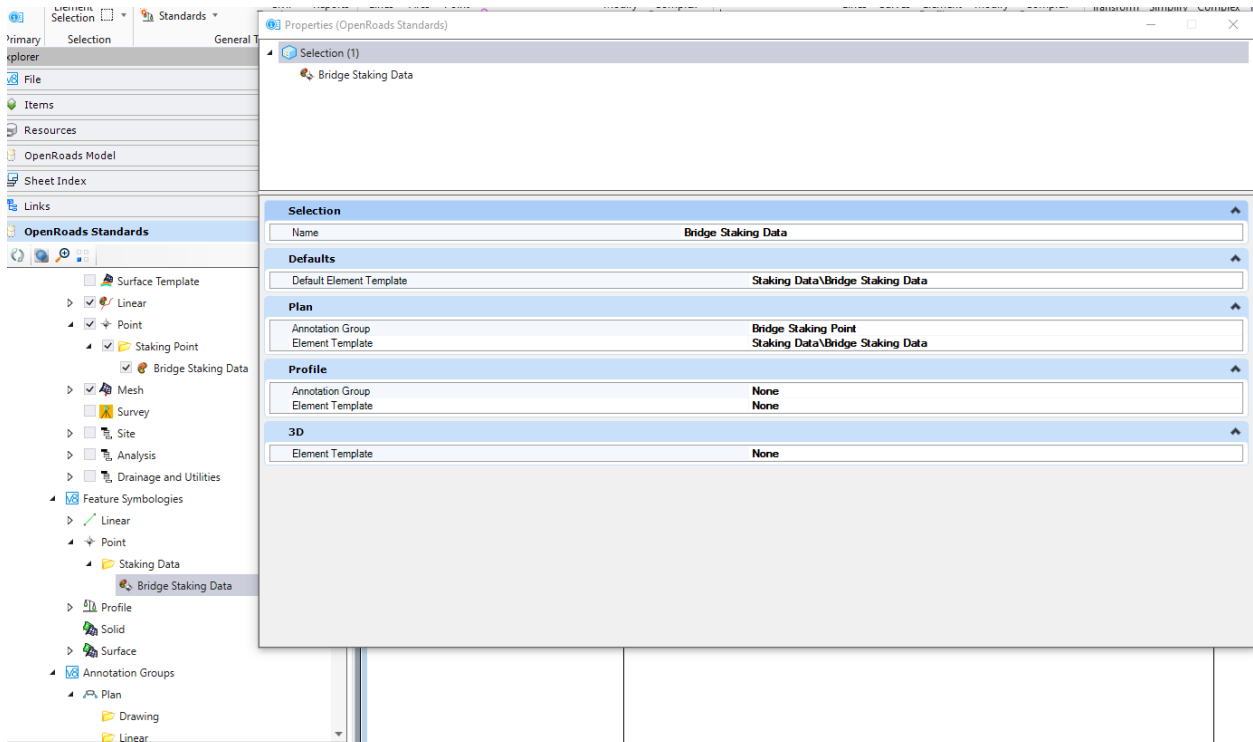 Element
Selection
Standards
Primary
Selection
General T
xplorer
File
Items
Resources
OpenRoads Model
Sheet Index
Links
OpenRoads Standards
Surface Template
Linear
Point
Staking Point
Bridge Staking Data
Mesh
Survey
Site
Analysis
Drainage and Utilities
Feature Symbologies
Linear
Point
Staking Data
Bridge Staking Data
Profile
Solid
Surface
Annotation Groups
Plan
Drawing
Linear
Properties (OpenRoads Standards)
Selection (1)
Bridge Staking Data
Selection
Name Bridge Staking Data
Defaults
Default Element Template Staking Data\Bridge Staking Data
Plan
Annotation Group Bridge Staking Point
Element Template Staking Data\Bridge Staking Data
Profile
Annotation Group None
Element Template None
3D
Element Template None